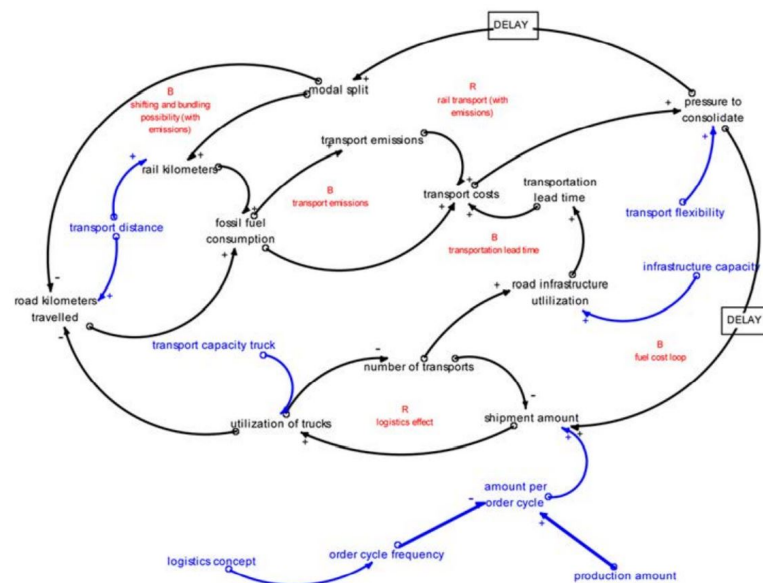 DELAY
B
shifting and bundling
possibility (with
emissions)
modal split
R
rail transport (with
emissions)
pressure to
consolidate
transport emissions
rail kilometers
transport costs
transportation
lead time
B
transport emissions
transport distance
fossil fuel
consumption
transport flexibility
B
transportation lead time
infrastructure capacity
road kilometers
travelled
road infrastructure
utlilization
DELAY
transport capacity truck
number of transports
B
fuel cost loop
utilization of trucks
R
logistics effect
shipment amount
amount per
order cycle
logistics concept
order cycle frequency
production amount